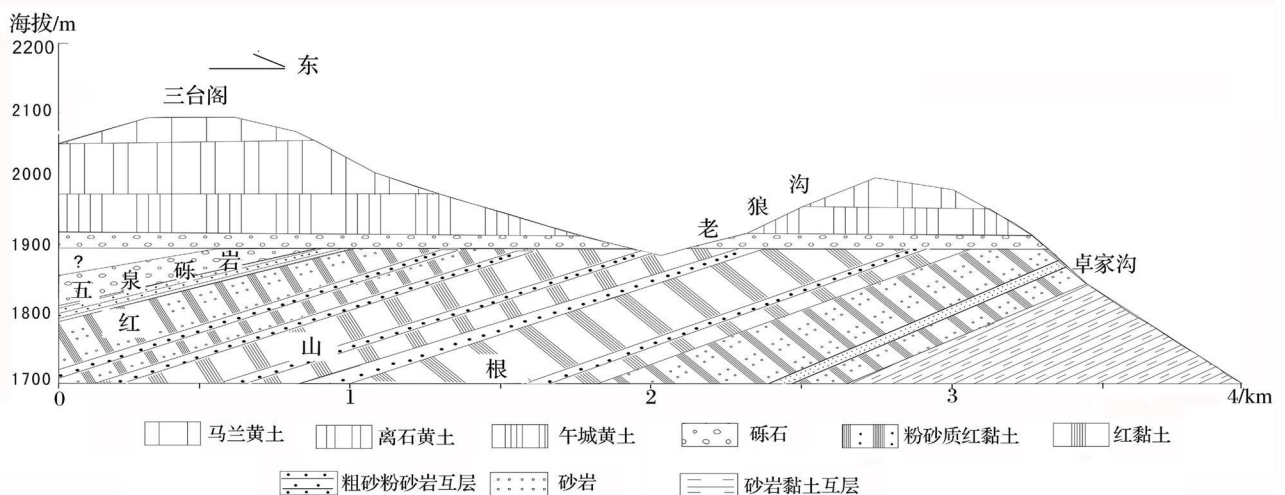 海拔/m
2200
东
三台阁
2100
2000
老狼沟
1900
?
五泉砾岩
卓家沟
1800
红山根
1700
0 1 2 3 4/km
马兰黄土 离石黄土 午城黄土 砾石 粉砂质红黏土 红黏土
粗砂粉砂岩互层 砂岩 砂岩黏土互层